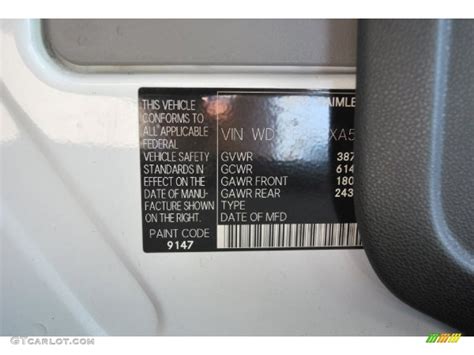 THIS VEHICLE
CONFORMS TO
ALL APPLICABLE
FEDERAL
VEHICLE SAFETY
STANDARDS IN
EFFECT ON THE
DATE OF MANU-
FACTURE SHOWN
ON THE RIGHT.
PAINT CODE
9147
AIMLE
VIN WD XA5
GVWR 387
GCWR 614
GAWR FRONT 180
GAWR REAR 243
TYPE
DATE OF MFD
GTCARLOT.COM